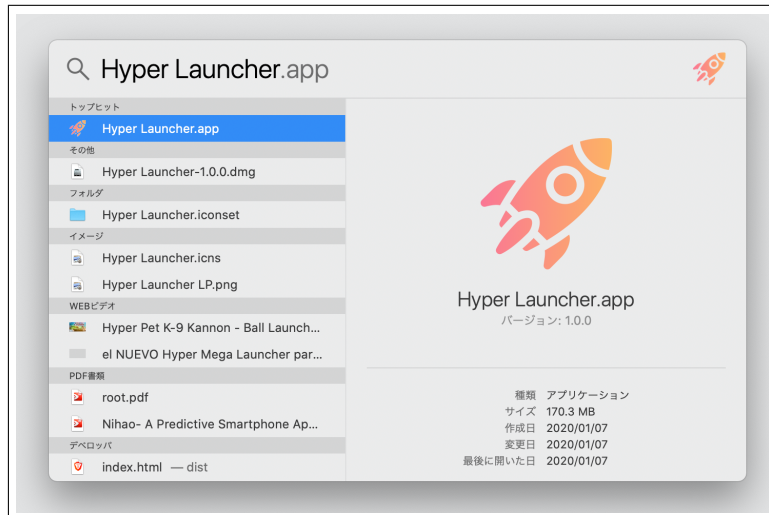 Hyper Launcher.app
トップヒット
Hyper Launcher.app
その他
Hyper Launcher-1.0.0.dmg
フォルダ
Hyper Launcher.iconset
イメージ
Hyper Launcher.icns
Hyper Launcher LP.png
WEBビデオ
Hyper Pet K-9 Kannon - Ball Launch...
el NUEVO Hyper Mega Launcher par...
PDF書類
root.pdf
Nihao- A Predictive Smartphone Ap...
デベロッパ
index.html — dist
Hyper Launcher.app
バージョン: 1.0.0
種類 アプリケーション
サイズ 170.3 MB
作成日 2020/01/07
変更日 2020/01/07
最後に開いた日 2020/01/07